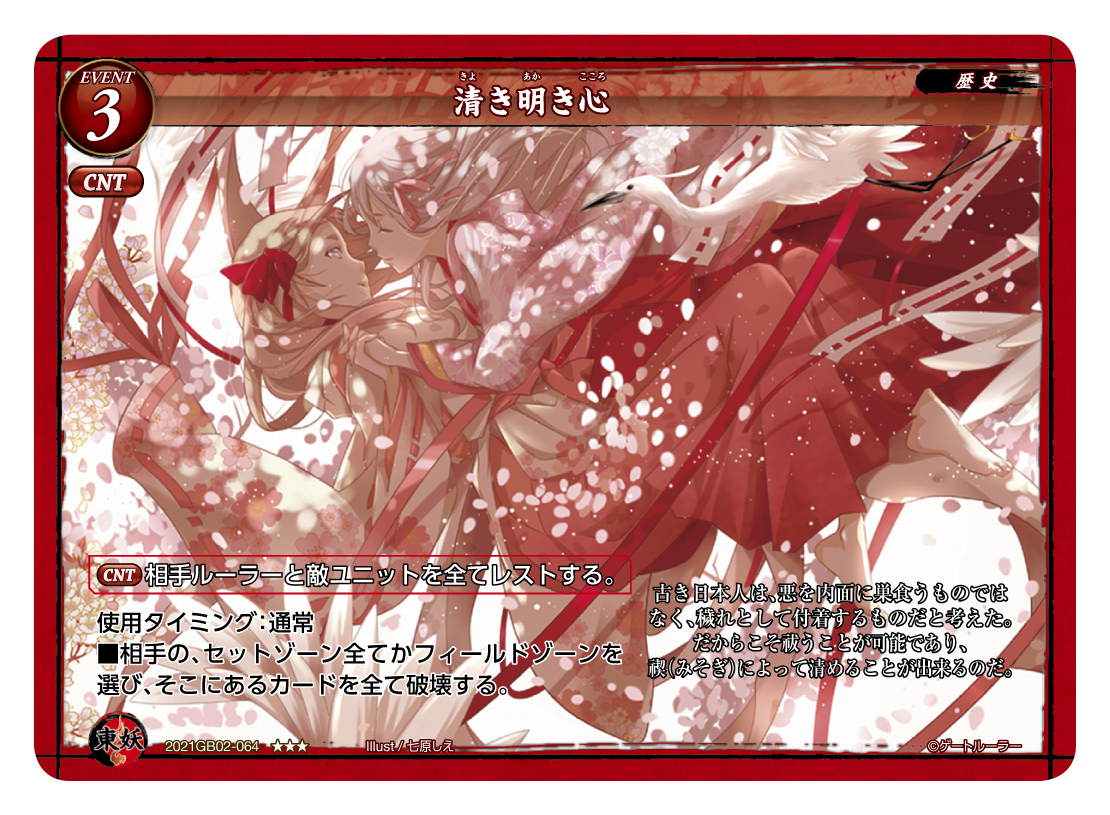 EVENT
3
CNT
きよ あか こころ
清き明き心
歴史
CNT 相手ルーラーと敵ユニットを全てレストする。
使用タイミング：通常
■相手の、セットゾーン全てかフィールドゾーンを
選び、そこにあるカードを全て破壊する。
古き日本人は、悪を内面に巣食うものでは
なく、穢れとして付着するものだと考えた。
だからこそ祓うことが可能であり、
禊(みそぎ)によって清めることが出来るのだ。
東妖
2021GB02-064 ★★★
Illust / 七原しえ
©ゲートルーラー